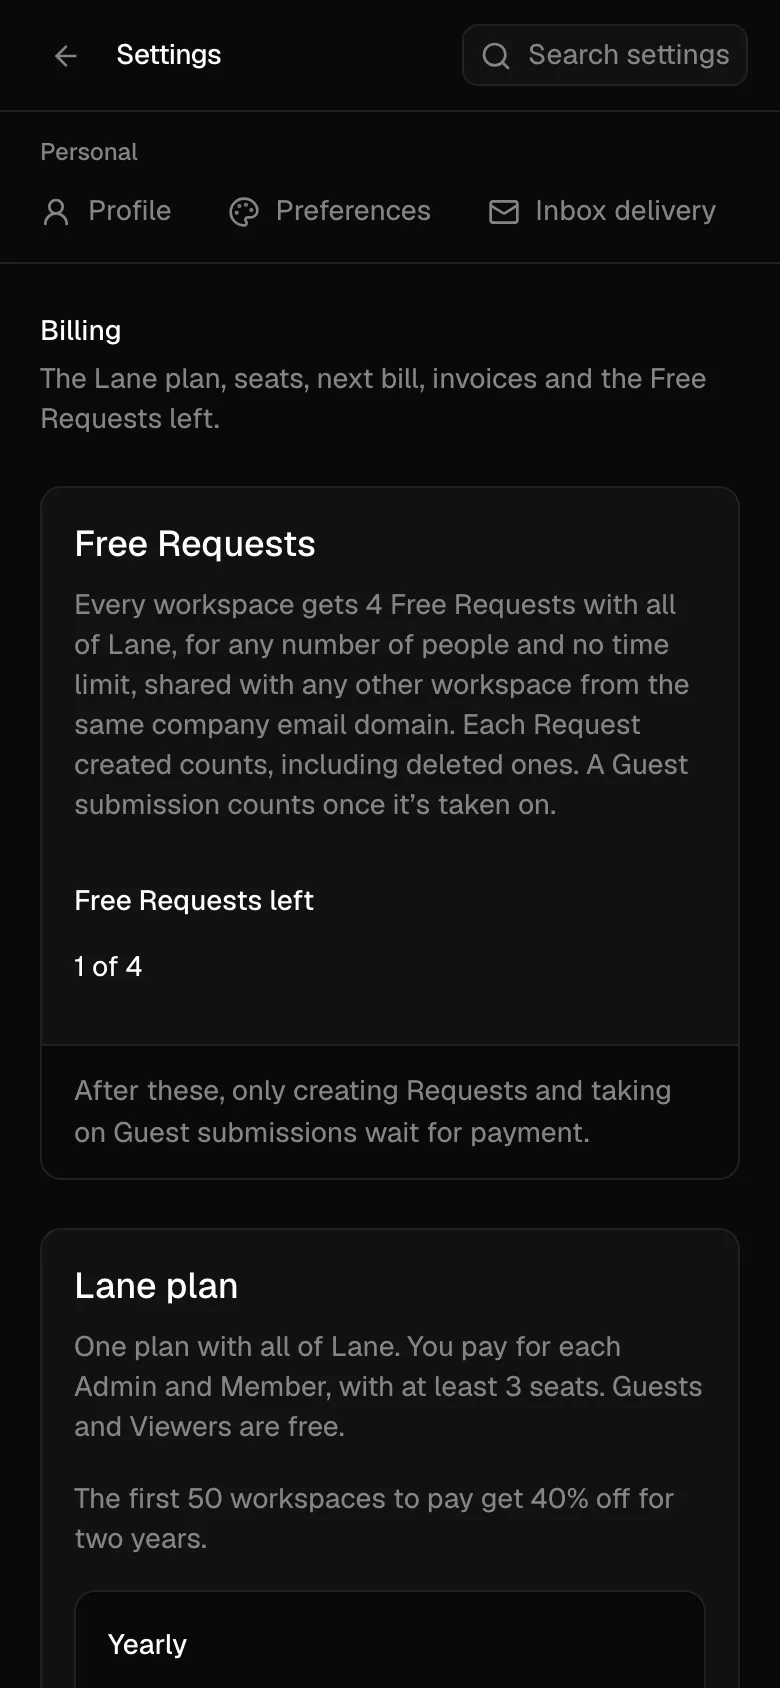 Settings
Search settings
Personal
Profile
Preferences
Inbox delivery
Billing
The Lane plan, seats, next bill, invoices and the Free
Requests left.
Free Requests
Every workspace gets 4 Free Requests with all
of Lane, for any number of people and no time
limit, shared with any other workspace from the
same company email domain. Each Request
created counts, including deleted ones. A Guest
submission counts once it’s taken on.
Free Requests left
1 of 4
After these, only creating Requests and taking
on Guest submissions wait for payment.
Lane plan
One plan with all of Lane. You pay for each
Admin and Member, with at least 3 seats. Guests
and Viewers are free.
The first 50 workspaces to pay get 40% off for
two years.
Yearly